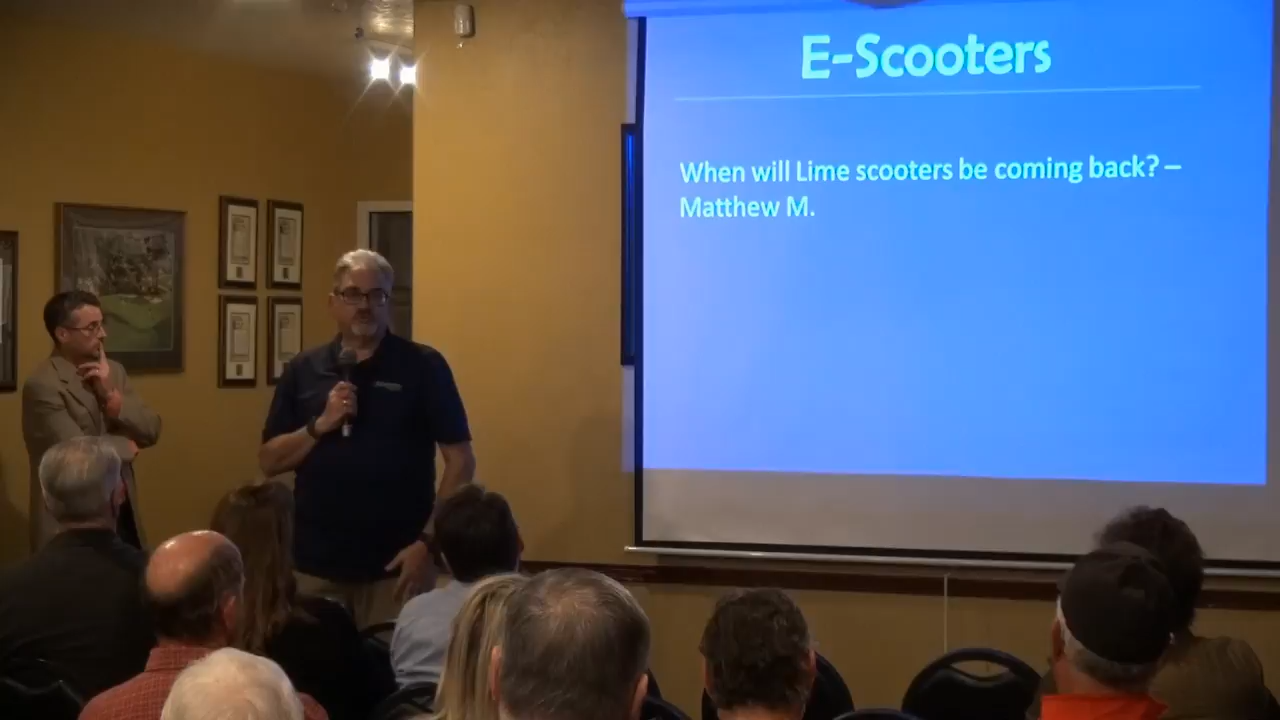 E-Scooters
When will Lime scooters be coming back? –
Matthew M.